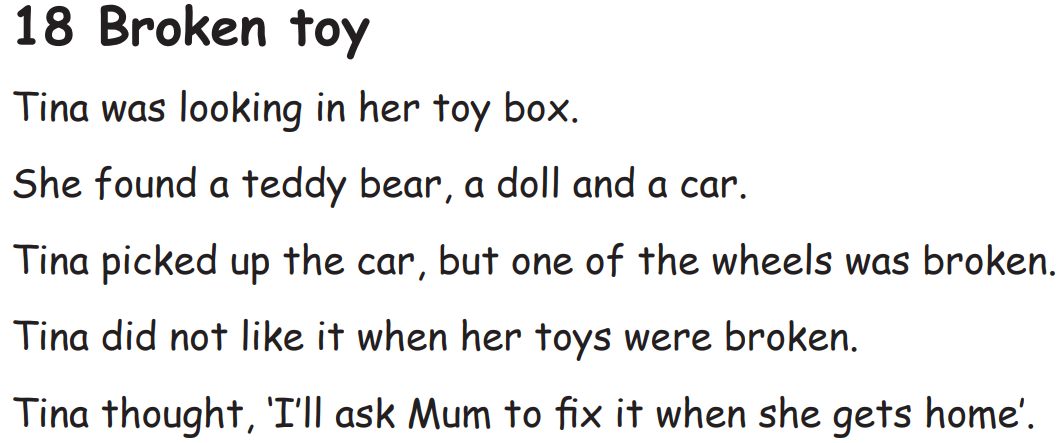 18 Broken toy
Tina was looking in her toy box.
She found a teddy bear, a doll and a car.
Tina picked up the car, but one of the wheels was broken.
Tina did not like it when her toys were broken.
Tina thought, ‘I’ll ask Mum to fix it when she gets home’.